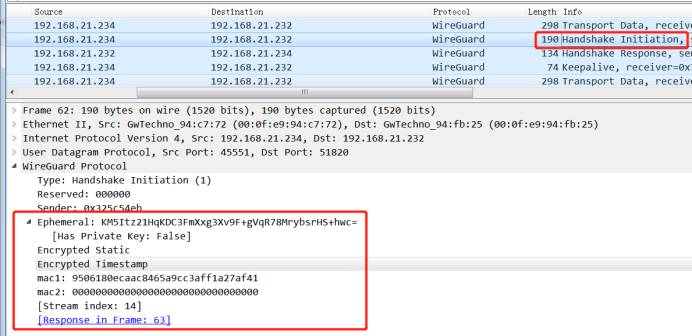 Source Destination Protocol Length Info
192.168.21.234 192.168.21.232 WireGuard 298 Transport Data, receive
192.168.21.234 192.168.21.232 WireGuard 190 Handshake Initiation, s
192.168.21.232 192.168.21.234 WireGuard 134 Handshake Response, sen
192.168.21.234 192.168.21.232 WireGuard 74 Keepalive, receiver=0x
192.168.21.234 192.168.21.232 WireGuard 298 Transport Data, receive
Frame 62: 190 bytes on wire (1520 bits), 190 bytes captured (1520 bits)
Ethernet II, Src: GwTechno_94:c7:72 (00:0f:e9:94:c7:72), Dst: GwTechno_94:fb:25 (00:0f:e9:94:fb:25)
Internet Protocol Version 4, Src: 192.168.21.234, Dst: 192.168.21.232
User Datagram Protocol, Src Port: 45551, Dst Port: 51820
WireGuard Protocol
Type: Handshake Initiation (1)
Reserved: 000000
Sender: 0x325c54eb
Ephemeral: KM5Itz21HqKDC3FmXxg3Xv9F+gVqR78MrybsrHS+hwc=
[Has Private Key: False]
Encrypted Static
Encrypted Timestamp
mac1: 9506180ecaac8465a9cc3aff1a27af41
mac2: 00000000000000000000000000000000
[Stream index: 14]
[Response in Frame: 63]